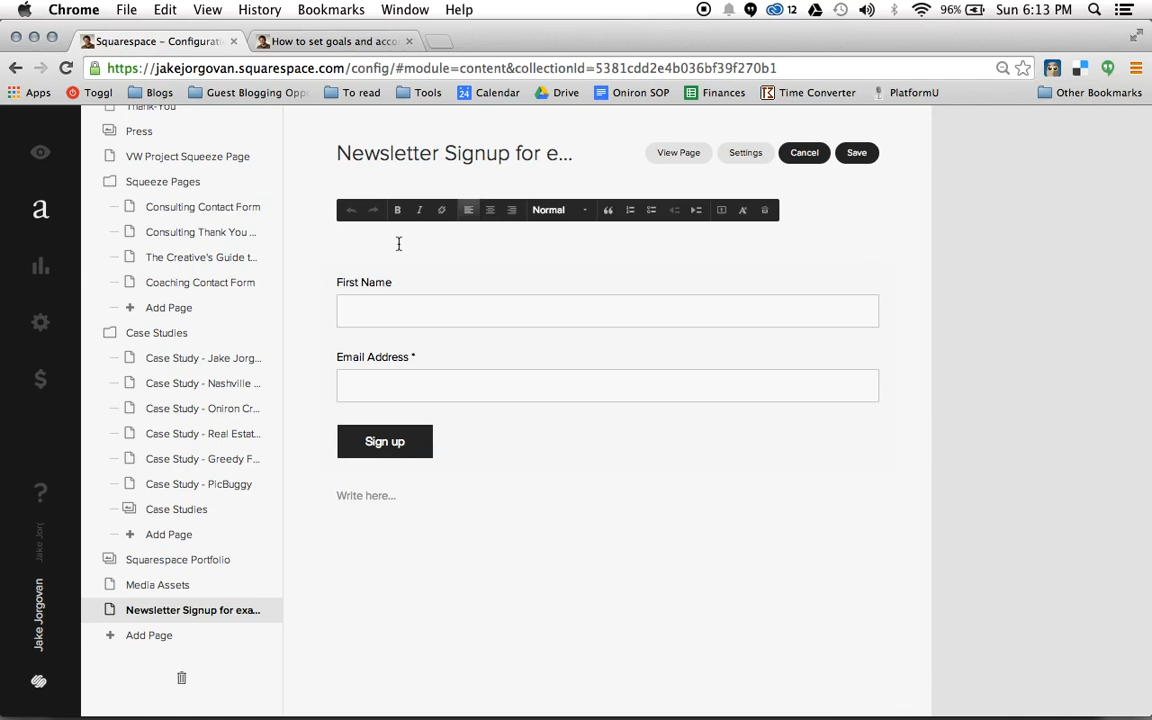 Chrome File Edit View History Bookmarks Window Help 12 96% Sun 6:13 PM
Squarespace – Configurati How to set goals and acco
https://jakejorgovan.squarespace.com/config/#module=content&collectionId=5381cdd2e4b036bf39f270b1
Apps Toggl Blogs Guest Blogging Oppo To read Tools 24 Calendar Drive Oniron SOP Finances Time Converter PlatformU Other Bookmarks
Thank-You
Press
VW Project Squeeze Page
Squeeze Pages
Consulting Contact Form
Consulting Thank You ...
The Creative's Guide t...
Coaching Contact Form
+ Add Page
Case Studies
Case Study - Jake Jorg...
Case Study - Nashville ...
Case Study - Oniron Cr...
Case Study - Real Estat...
Case Study - Greedy F...
Case Study - PicBuggy
Case Studies
+ Add Page
Squarespace Portfolio
Media Assets
Newsletter Signup for exa...
+ Add Page
a
$
?
Jake Jor(
Jake Jorgovan
Newsletter Signup for e...
View Page Settings Cancel Save
B I Normal
First Name
Email Address *
Sign up
Write here...